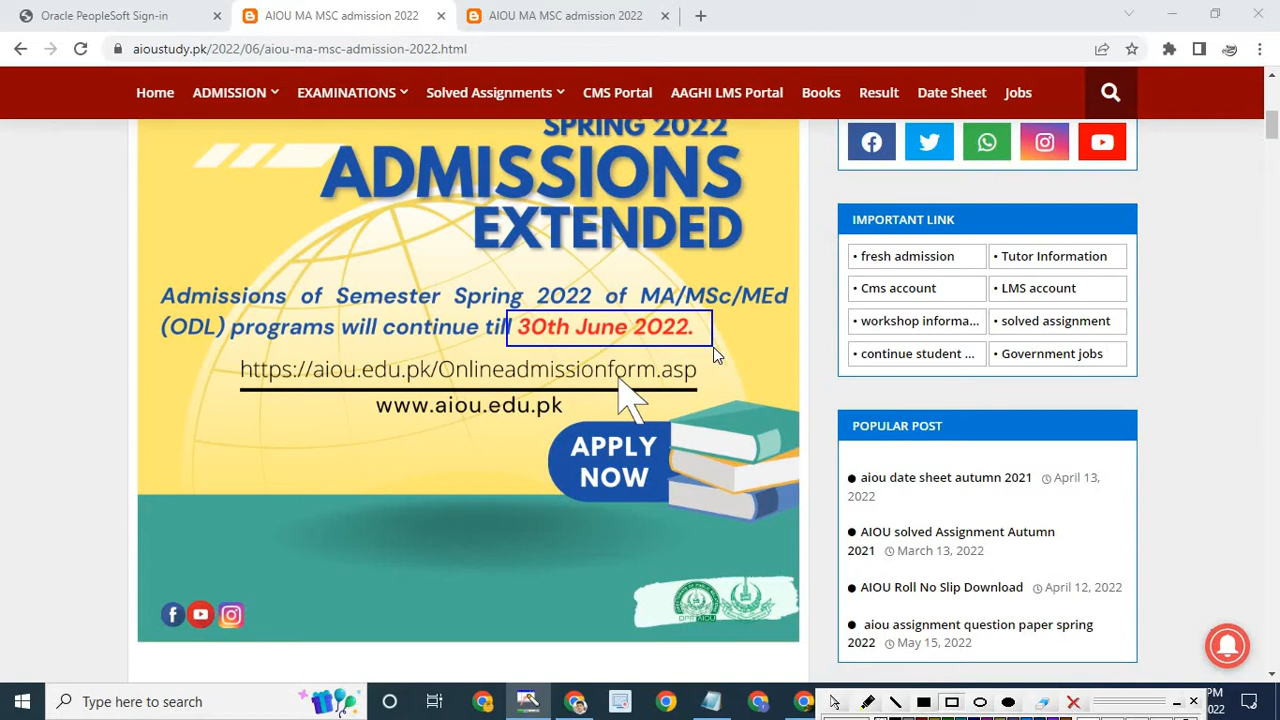 Oracle PeopleSoft Sign-in
AIOU MA MSC admission 2022
AIOU MA MSC admission 2022
aioustudy.pk/2022/06/aiou-ma-msc-admission-2022.html
Home ADMISSION EXAMINATIONS Solved Assignments CMS Portal AAGHI LMS Portal Books Result Date Sheet Jobs
SPRING 2022
ADMISSIONS
EXTENDED
Admissions of Semester Spring 2022 of MA/MSc/MEd
(ODL) programs will continue till 30th June 2022.
https://aiou.edu.pk/Onlineadmissionform.asp
www.aiou.edu.pk
APPLY
NOW
IMPORTANT LINK
• fresh admission
• Tutor Information
• Cms account
• LMS account
• workshop informa...
• solved assignment
• continue student ...
• Government jobs
POPULAR POST
● aiou date sheet autumn 2021 April 13,
2022
● AIOU solved Assignment Autumn
2021 March 13, 2022
● AIOU Roll No Slip Download April 12, 2022
● aiou assignment question paper spring
2022 May 15, 2022
Type here to search
PM
2022